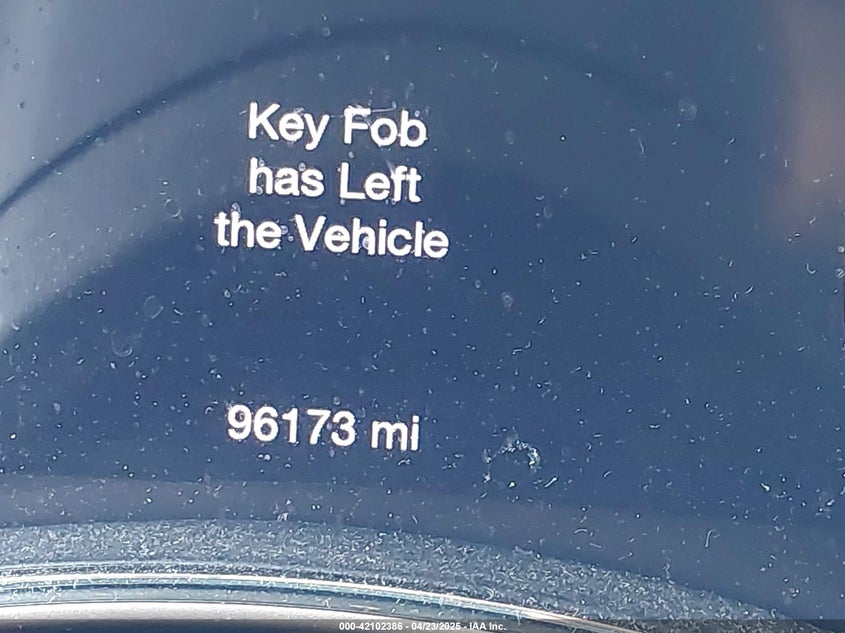 Key Fob
has Left
the Vehicle
96173 mi
000-42102386 - 04/23/2025 - IAA Inc.